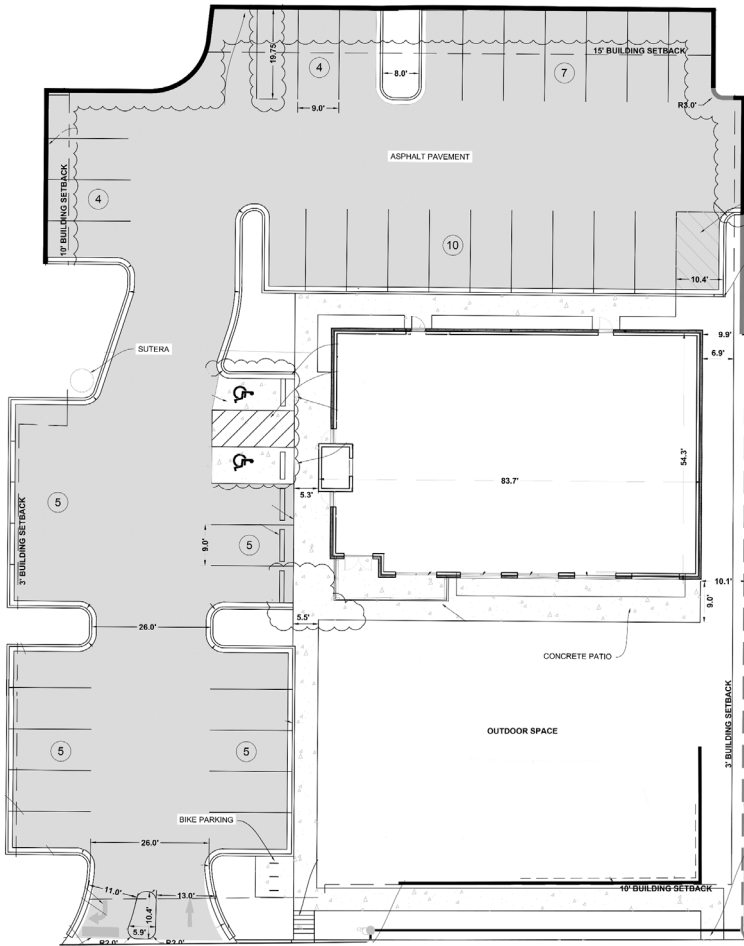 19.75
4
8.0'
15' BUILDING SETBACK
7
9.0'
R3.0'
ASPHALT PAVEMENT
10' BUILDING SETBACK
4
10
10.4'
9.9'
6.9'
SUTERA
54.3'
83.7'
5.3'
3' BUILDING SETBACK
5
9.0'
5
10.1'
9.0'
5.5'
26.0'
CONCRETE PATIO
3' BUILDING SETBACK
OUTDOOR SPACE
5
5
BIKE PARKING
26.0'
11.0'
13.0'
10.4'
10' BUILDING SETBACK
5.9'
R2.0'
R2.0'